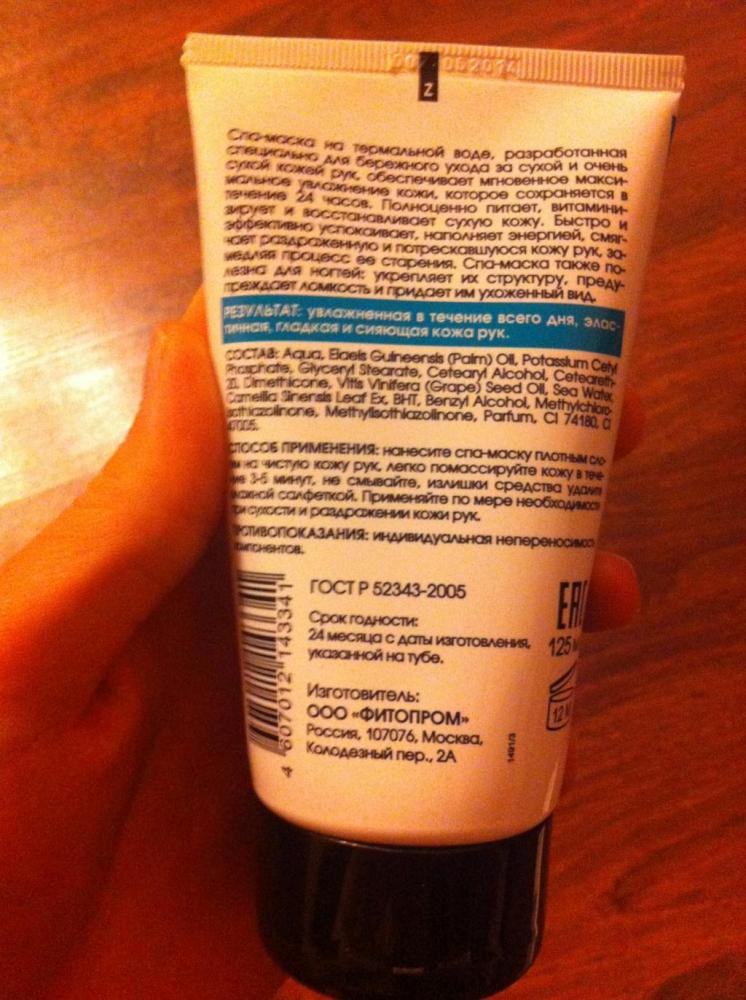 052014
Z
Спа-маска на термальной воде, разработанная
специально для бережного ухода за сухой и очень
сухой кожей рук, обеспечивает мгновенное макси-
мальное увлажнение кожи, которое сохраняется в
течение 24 часов. Полноценно питает, витамини-
зирует и восстанавливает сухую кожу. Быстро и
эффективно успокаивает, наполняет энергией, смяг-
чает раздраженную и потрескавшуюся кожу рук, за-
медляя процесс ее старения. Спа-маска также по-
лезна для ногтей: укрепляет их структуру, преду-
преждает ломкость и придает им ухоженный вид.
РЕЗУЛЬТАТ: увлажненная в течение всего дня, элас-
тичная, гладкая и сияющая кожа рук.
СОСТАВ: Aqua, Elaeis Guineensis (Palm) Oil, Potassium Cetyl
Phosphate, Glyceryl Stearate, Cetearyl Alcohol, Ceteareth-
20, Dimethicone, Vitis Vinifera (Grape) Seed Oil, Sea Water,
Camellia Sinensis Leaf Ex, BHT, Benzyl Alcohol, Methylchloro-
isothiazolinone, Methylisothiazolinone, Parfum, CI 74180, CI
47005.
СПОСОБ ПРИМЕНЕНИЯ: нанесите спа-маску плотным сло-
ем на чистую кожу рук, легко помассируйте кожу в тече-
ние 3-5 минут, не смывайте, излишки средства удалите
влажной салфеткой. Применяйте по мере необходимости
при сухости и раздражении кожи рук.
ПРОТИВОПОКАЗАНИЯ: индивидуальная непереносимос
компонентов.
ГОСТ Р 52343-2005
EAC
Срок годности:
24 месяца с даты изготовления,
указанной на тубе.
125 м
12 M
Изготовитель:
ООО «ФИТОПРОМ»
Россия, 107076, Москва,
Колодезный пер., 2А
1491/3
4 607012 143341